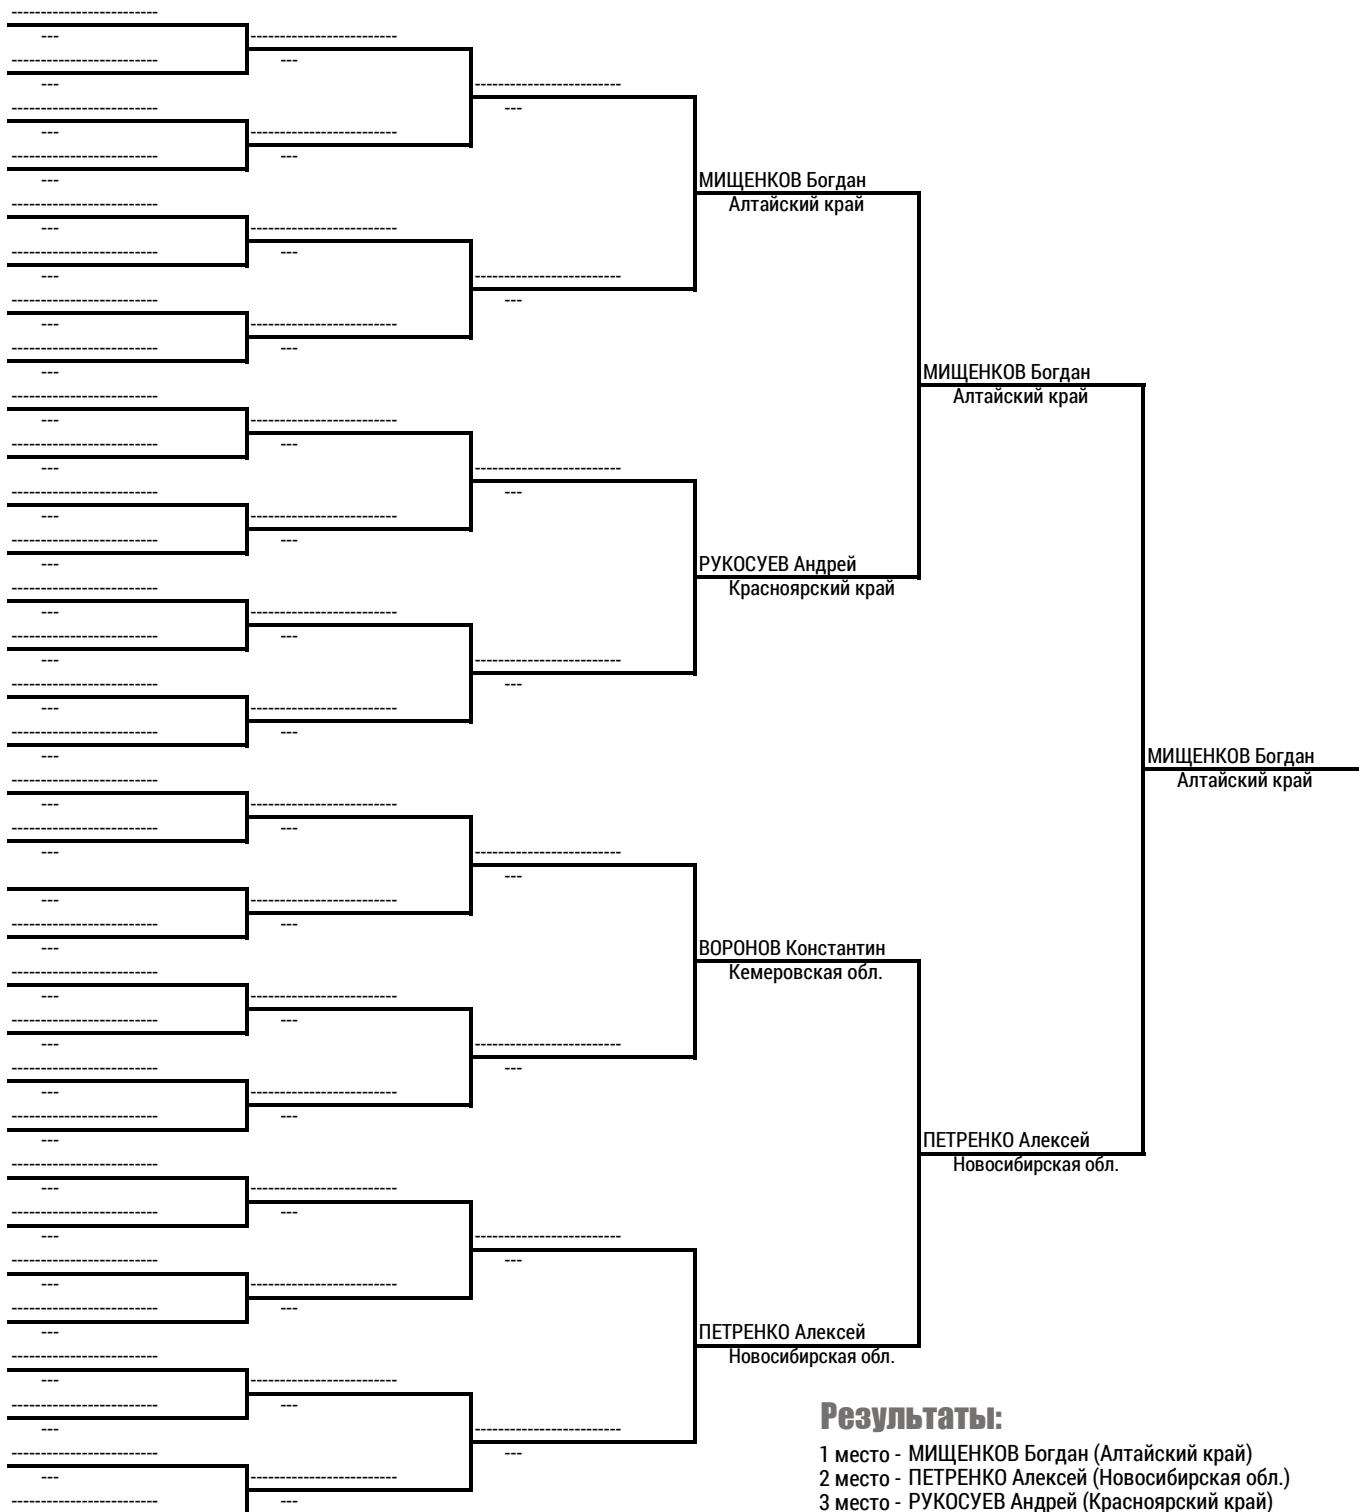 МИЩЕНКОВ Богдан
Алтайский край
МИЩЕНКОВ Богдан
Алтайский край
РУКОСУЕВ Андрей
Красноярский край
МИЩЕНКОВ Богдан
Алтайский край
ВОРОНОВ Константин
Кемеровская обл.
ПЕТРЕНКО Алексей
Новосибирская обл.
ПЕТРЕНКО Алексей
Новосибирская обл.
Результаты:
1 место - МИЩЕНКОВ Богдан (Алтайский край)
2 место - ПЕТРЕНКО Алексей (Новосибирская обл.)
3 место - РУКОСУЕВ Андрей (Красноярский край)